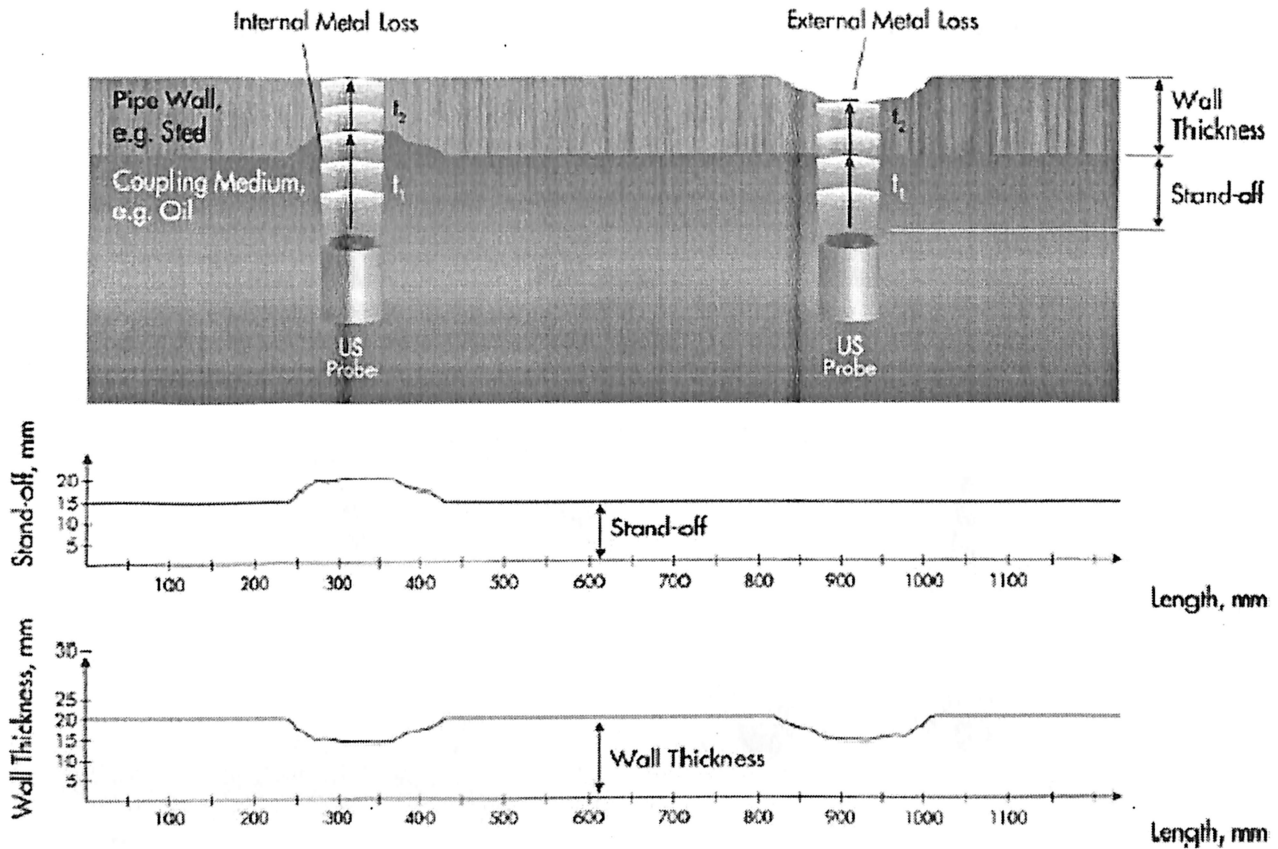 Internal Metal Loss
External Metal Loss
Pipe Wall,
e.g. Steel
t2
t2
Wall
Thickness
Coupling Medium,
e.g. Oil
t1
t1
Stand-off
US
Probe
US
Probe
Stand-off, mm
20
15
10
5
Stand-off
100 200 300 400 500 600 700 800 900 1000 1100
Length, mm
Wall Thickness, mm
30
25
20
15
10
5
Wall Thickness
100 200 300 400 500 600 700 800 900 1000 1100
Length, mm